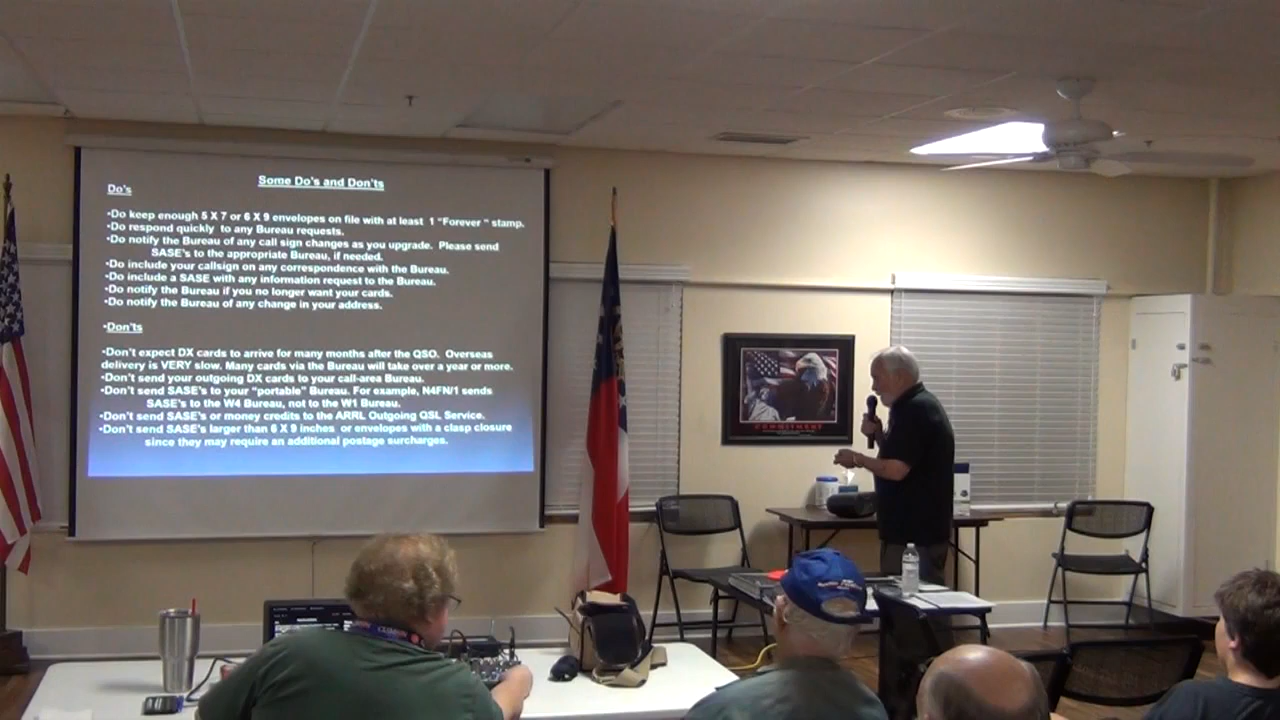 Some Do's and Don'ts
Do's
•Do keep enough 5 X 7 or 6 X 9 envelopes on file with at least 1 "Forever " stamp.
•Do respond quickly to any Bureau requests.
•Do notify the Bureau of any call sign changes as you upgrade. Please send
SASE's to the appropriate Bureau, if needed.
•Do include your callsign on any correspondence with the Bureau.
•Do include a SASE with any information request to the Bureau.
•Do notify the Bureau if you no longer want your cards.
•Do notify the Bureau of any change in your address.
•Don'ts
•Don't expect DX cards to arrive for many months after the QSO. Overseas
delivery is VERY slow. Many cards via the Bureau will take over a year or more.
•Don't send your outgoing DX cards to your call-area Bureau.
•Don't send SASE's to your "portable" Bureau. For example, N4FN/1 sends
SASE's to the W4 Bureau, not to the W1 Bureau.
•Don't send SASE's or money credits to the ARRL Outgoing QSL Service.
•Don't send SASE's larger than 6 X 9 inches or envelopes with a clasp closure
since they may require an additional postage surcharges.
COMMITMENT